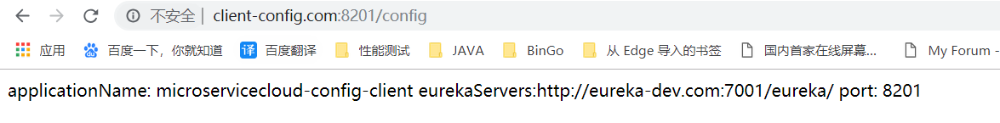 不安全 | client-config.com:8201/config
应用 百度一下，你就知道 译 百度翻译 性能测试 JAVA BinGo 从 Edge 导入的书签 国内首家在线屏幕... My Forum -
applicationName: microservicecloud-config-client eurekaServers:http://eureka-dev.com:7001/eureka/ port: 8201